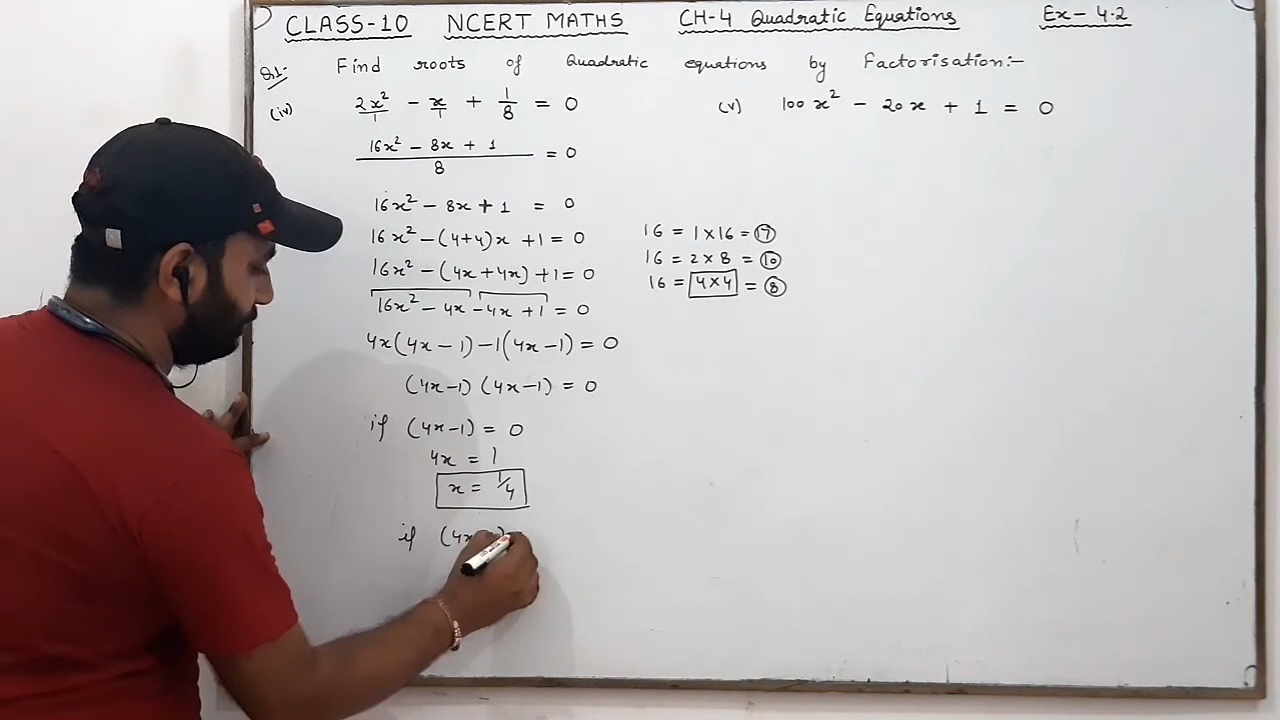 CLASS-10 NCERT MATHS CH-4 Quadratic Equations Ex-4.2
Q.1:- Find roots of Quadratic equations by Factorisation:-
(iv) 2x²/1 - x/1 + 1/8 = 0
(v) 100x² - 20x + 1 = 0
(16x² - 8x + 1)/8 = 0
16x² - 8x + 1 = 0
16x² - (4+4)x + 1 = 0
16x² - (4x+4x) + 1 = 0
16x² - 4x - 4x + 1 = 0
4x(4x - 1) - 1(4x - 1) = 0
(4x-1) (4x-1) = 0
if (4x-1) = 0
4x = 1
x = 1/4
if (4x
16 = 1 × 16 = 17
16 = 2 × 8 = 10
16 = 4 × 4 = 8